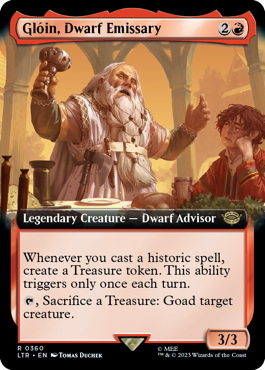 Glóin, Dwarf Emissary 2R
Legendary Creature — Dwarf Advisor
Whenever you cast a historic spell,
create a Treasure token. This ability
triggers only once each turn.
, Sacrifice a Treasure: Goad target
creature.
3/3
R 0360
LTR • EN Tomas Duchek
© MEE
™ & © 2023 Wizards of the Coast